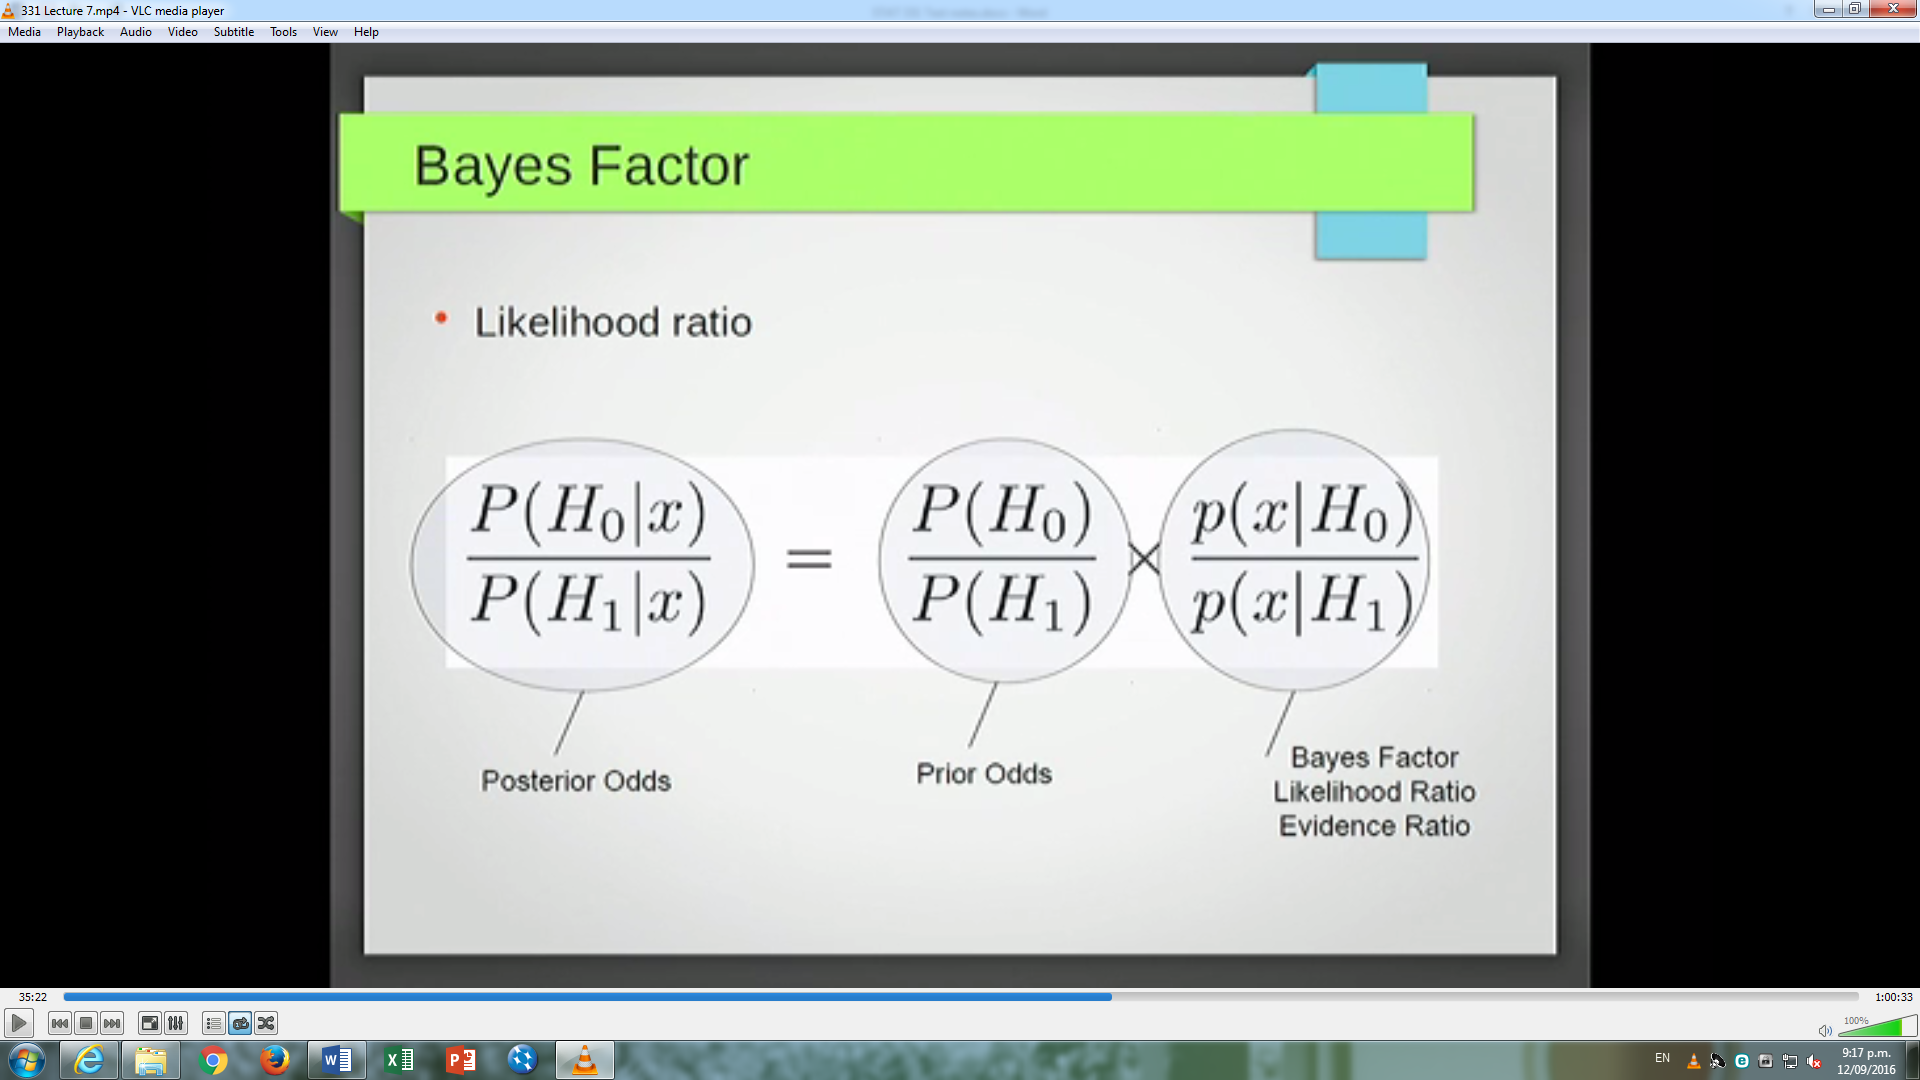 331 Lecture 7.mp4 - VLC media player
Media Playback Audio Video Subtitle Tools View Help
Bayes Factor
• Likelihood ratio
P(H₀|x) / P(H₁|x) = P(H₀) / P(H₁) × p(x|H₀) / p(x|H₁)
Posterior Odds
Prior Odds
Bayes Factor
Likelihood Ratio
Evidence Ratio
35:22
1:00:33
100%
EN
9:17 p.m.
12/09/2016